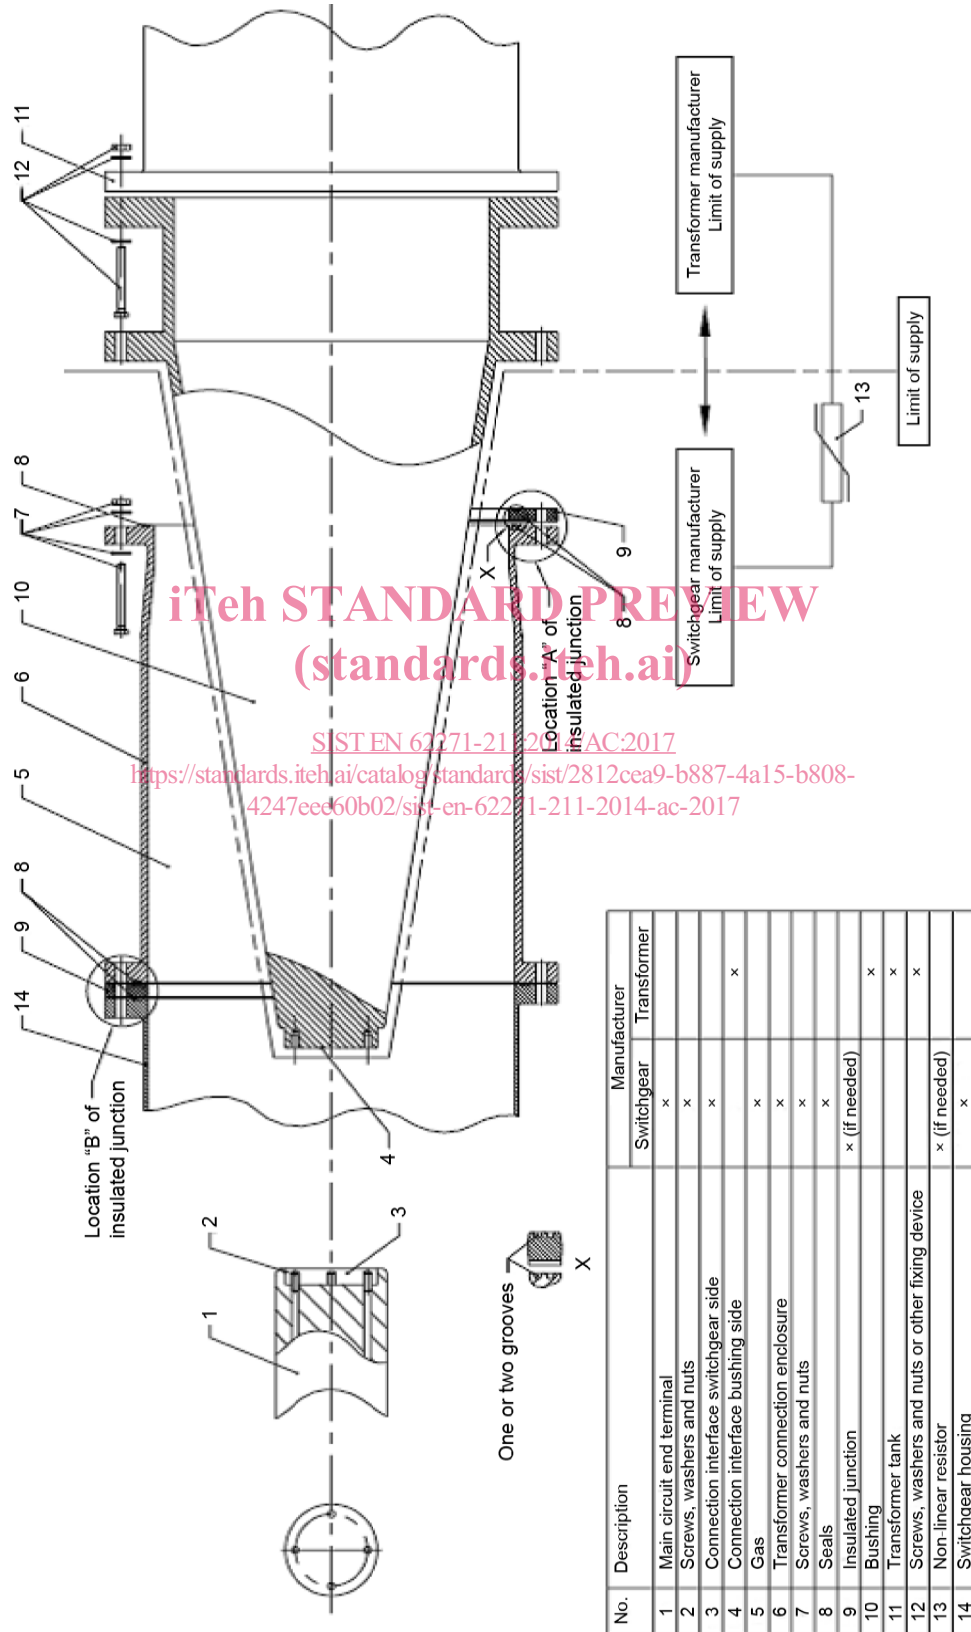 12
11
7
8
10
6
5
8
9
14
Location "B" of
insulated junction
4
X
8
9
Location "A" of
insulated junction
1
2
3
One or two grooves
X
Transformer manufacturer
Limit of supply
Switchgear manufacturer
Limit of supply
13
Limit of supply
iTeh STANDARD PREVIEW
(standards.iteh.ai)
SIST EN 62271-211:2014/AC:2017
https://standards.iteh.ai/catalog/standards/sist/2812cea9-b887-4a15-b808-
4247eee60b02/sist-en-62271-211-2014-ac-2017
No. Description Manufacturer
Switchgear Transformer
1 Main circuit end terminal ×
2 Screws, washers and nuts ×
3 Connection interface switchgear side ×
4 Connection interface bushing side ×
5 Gas ×
6 Transformer connection enclosure ×
7 Screws, washers and nuts ×
8 Seals ×
9 Insulated junction × (if needed)
10 Bushing ×
11 Transformer tank ×
12 Screws, washers and nuts or other fixing device ×
13 Non-linear resistor × (if needed)
14 Switchgear housing ×